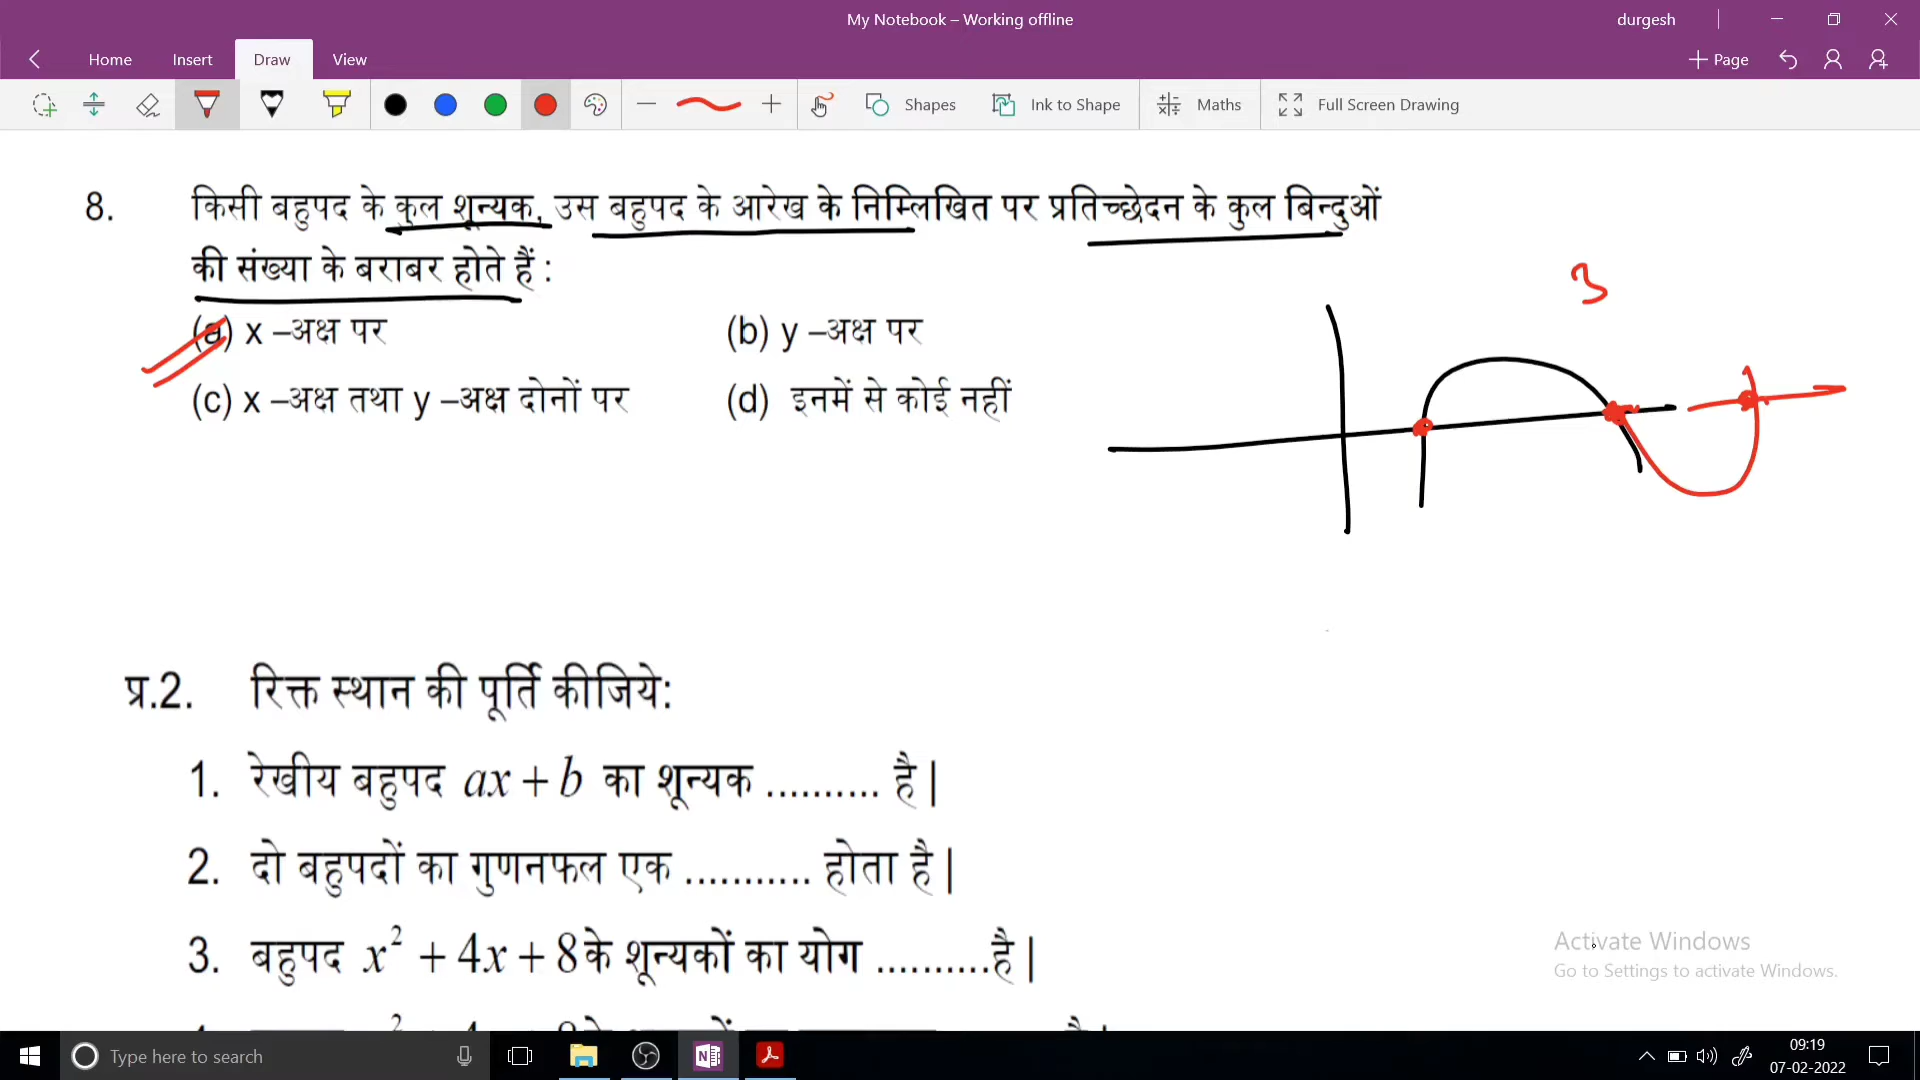 My Notebook – Working offline
durgesh
Home Insert Draw View
Page
Shapes Ink to Shape Maths Full Screen Drawing
8. किसी बहुपद के कुल शून्यक, उस बहुपद के आरेख के निम्लिखित पर प्रतिच्छेदन के कुल बिन्दुओं
की संख्या के बराबर होते हैं :
3
(a) x –अक्ष पर (b) y –अक्ष पर
(c) x –अक्ष तथा y –अक्ष दोनों पर (d) इनमें से कोई नहीं
प्र.2. रिक्त स्थान की पूर्ति कीजिये:
1. रेखीय बहुपद ax + b का शून्यक .......... है |
2. दो बहुपदों का गुणनफल एक ........... होता है |
3. बहुपद x² + 4x + 8 के शून्यकों का योग ..........है |
Activate Windows
Go to Settings to activate Windows.
Type here to search
09:19
07-02-2022